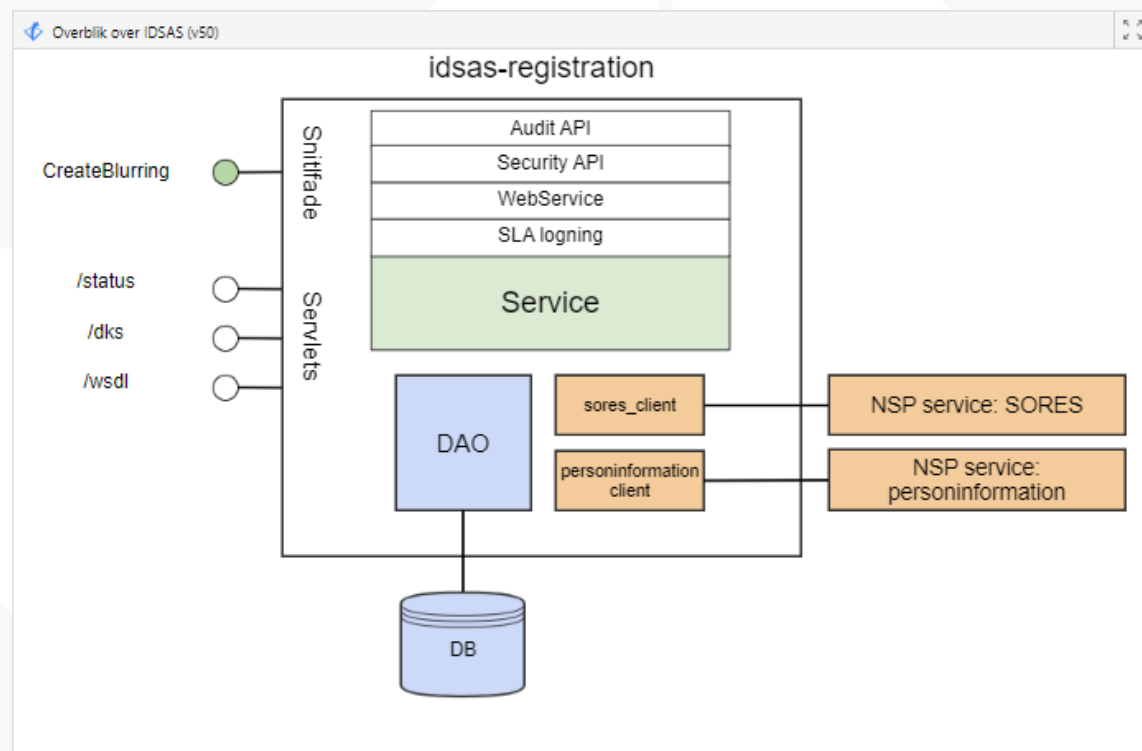 Overblik over IDSAS (v50)
idsas-registration
Snitlfade
Audit API
Security API
WebService
SLA logning
Service
CreateBlurring
/status
/dks
/wsdl
Servlets
DAO
sores_client
personinformation
client
NSP service: SORES
NSP service:
personinformation
DB